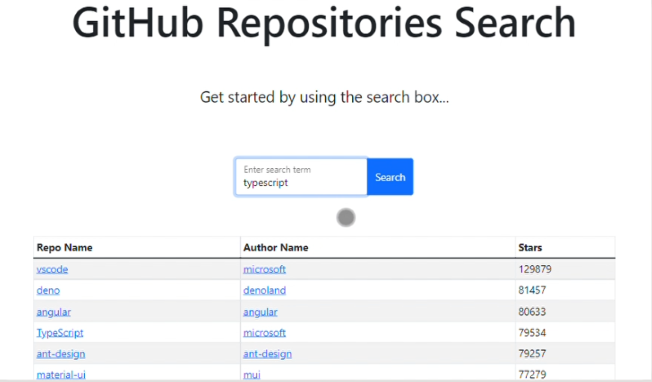 GitHub Repositories Search
Get started by using the search box...
Enter search term
typescript
Search
Repo Name Author Name Stars
vscode microsoft 129879
deno denoland 81457
angular angular 80633
TypeScript microsoft 79534
ant-design ant-design 79257
material-ui mui 77279